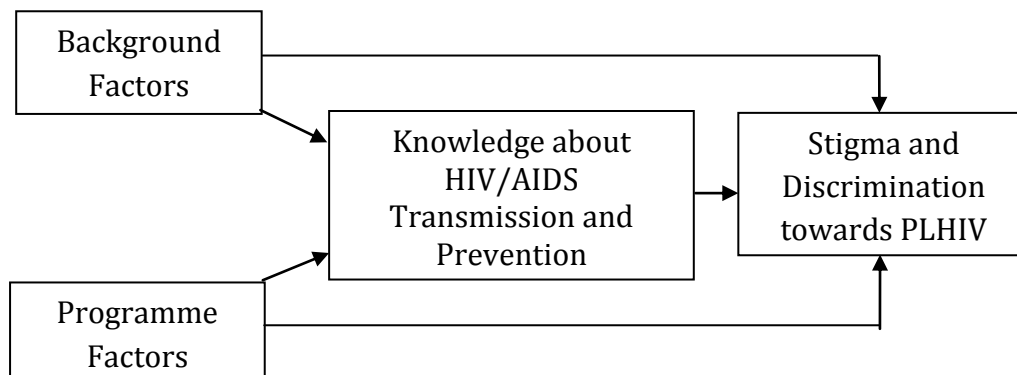 Background
Factors
Knowledge about
HIV/AIDS
Transmission and
Prevention
Stigma and
Discrimination
towards PLHIV
Programme
Factors